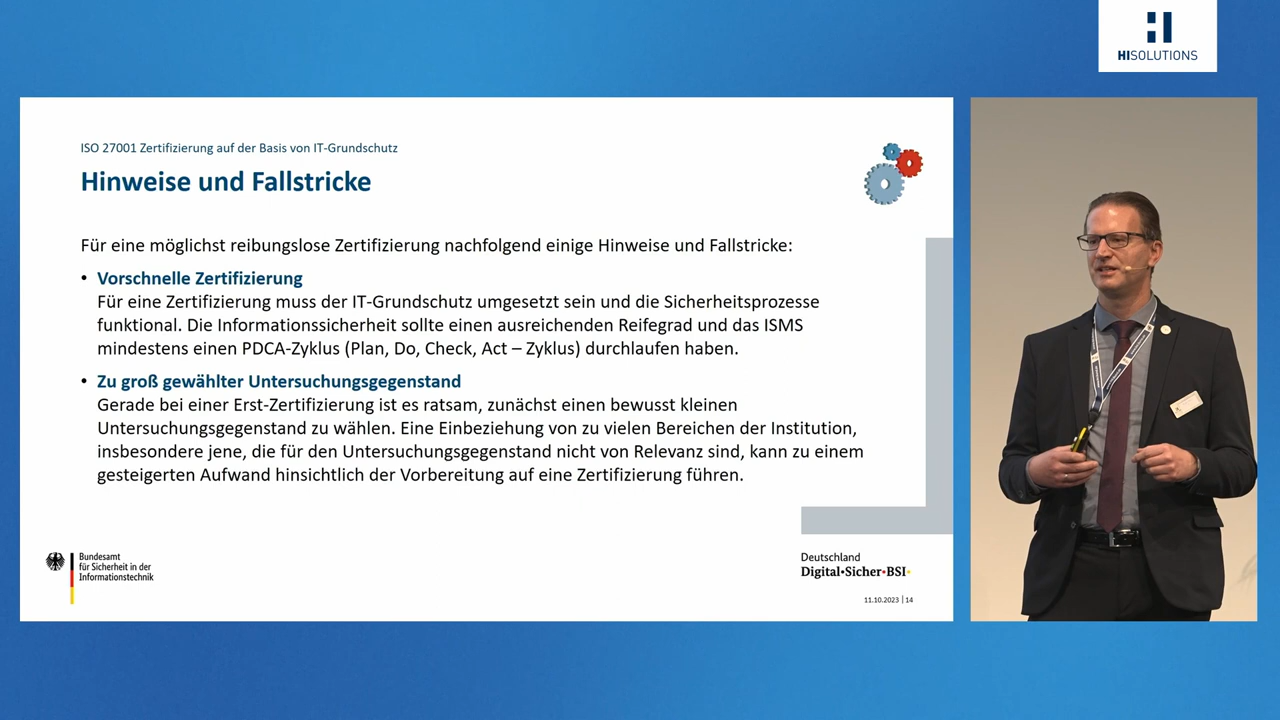 HISOLUTIONS
ISO 27001 Zertifizierung auf der Basis von IT-Grundschutz
Hinweise und Fallstricke
Für eine möglichst reibungslose Zertifizierung nachfolgend einige Hinweise und Fallstricke:
• Vorschnelle Zertifizierung
Für eine Zertifizierung muss der IT-Grundschutz umgesetzt sein und die Sicherheitsprozesse
funktional. Die Informationssicherheit sollte einen ausreichenden Reifegrad und das ISMS
mindestens einen PDCA-Zyklus (Plan, Do, Check, Act – Zyklus) durchlaufen haben.
• Zu groß gewählter Untersuchungsgegenstand
Gerade bei einer Erst-Zertifizierung ist es ratsam, zunächst einen bewusst kleinen
Untersuchungsgegenstand zu wählen. Eine Einbeziehung von zu vielen Bereichen der Institution,
insbesondere jene, die für den Untersuchungsgegenstand nicht von Relevanz sind, kann zu einem
gesteigerten Aufwand hinsichtlich der Vorbereitung auf eine Zertifizierung führen.
Bundesamt
für Sicherheit in der
Informationstechnik
Deutschland
Digital•Sicher•BSI•
11.10.2023 | 14